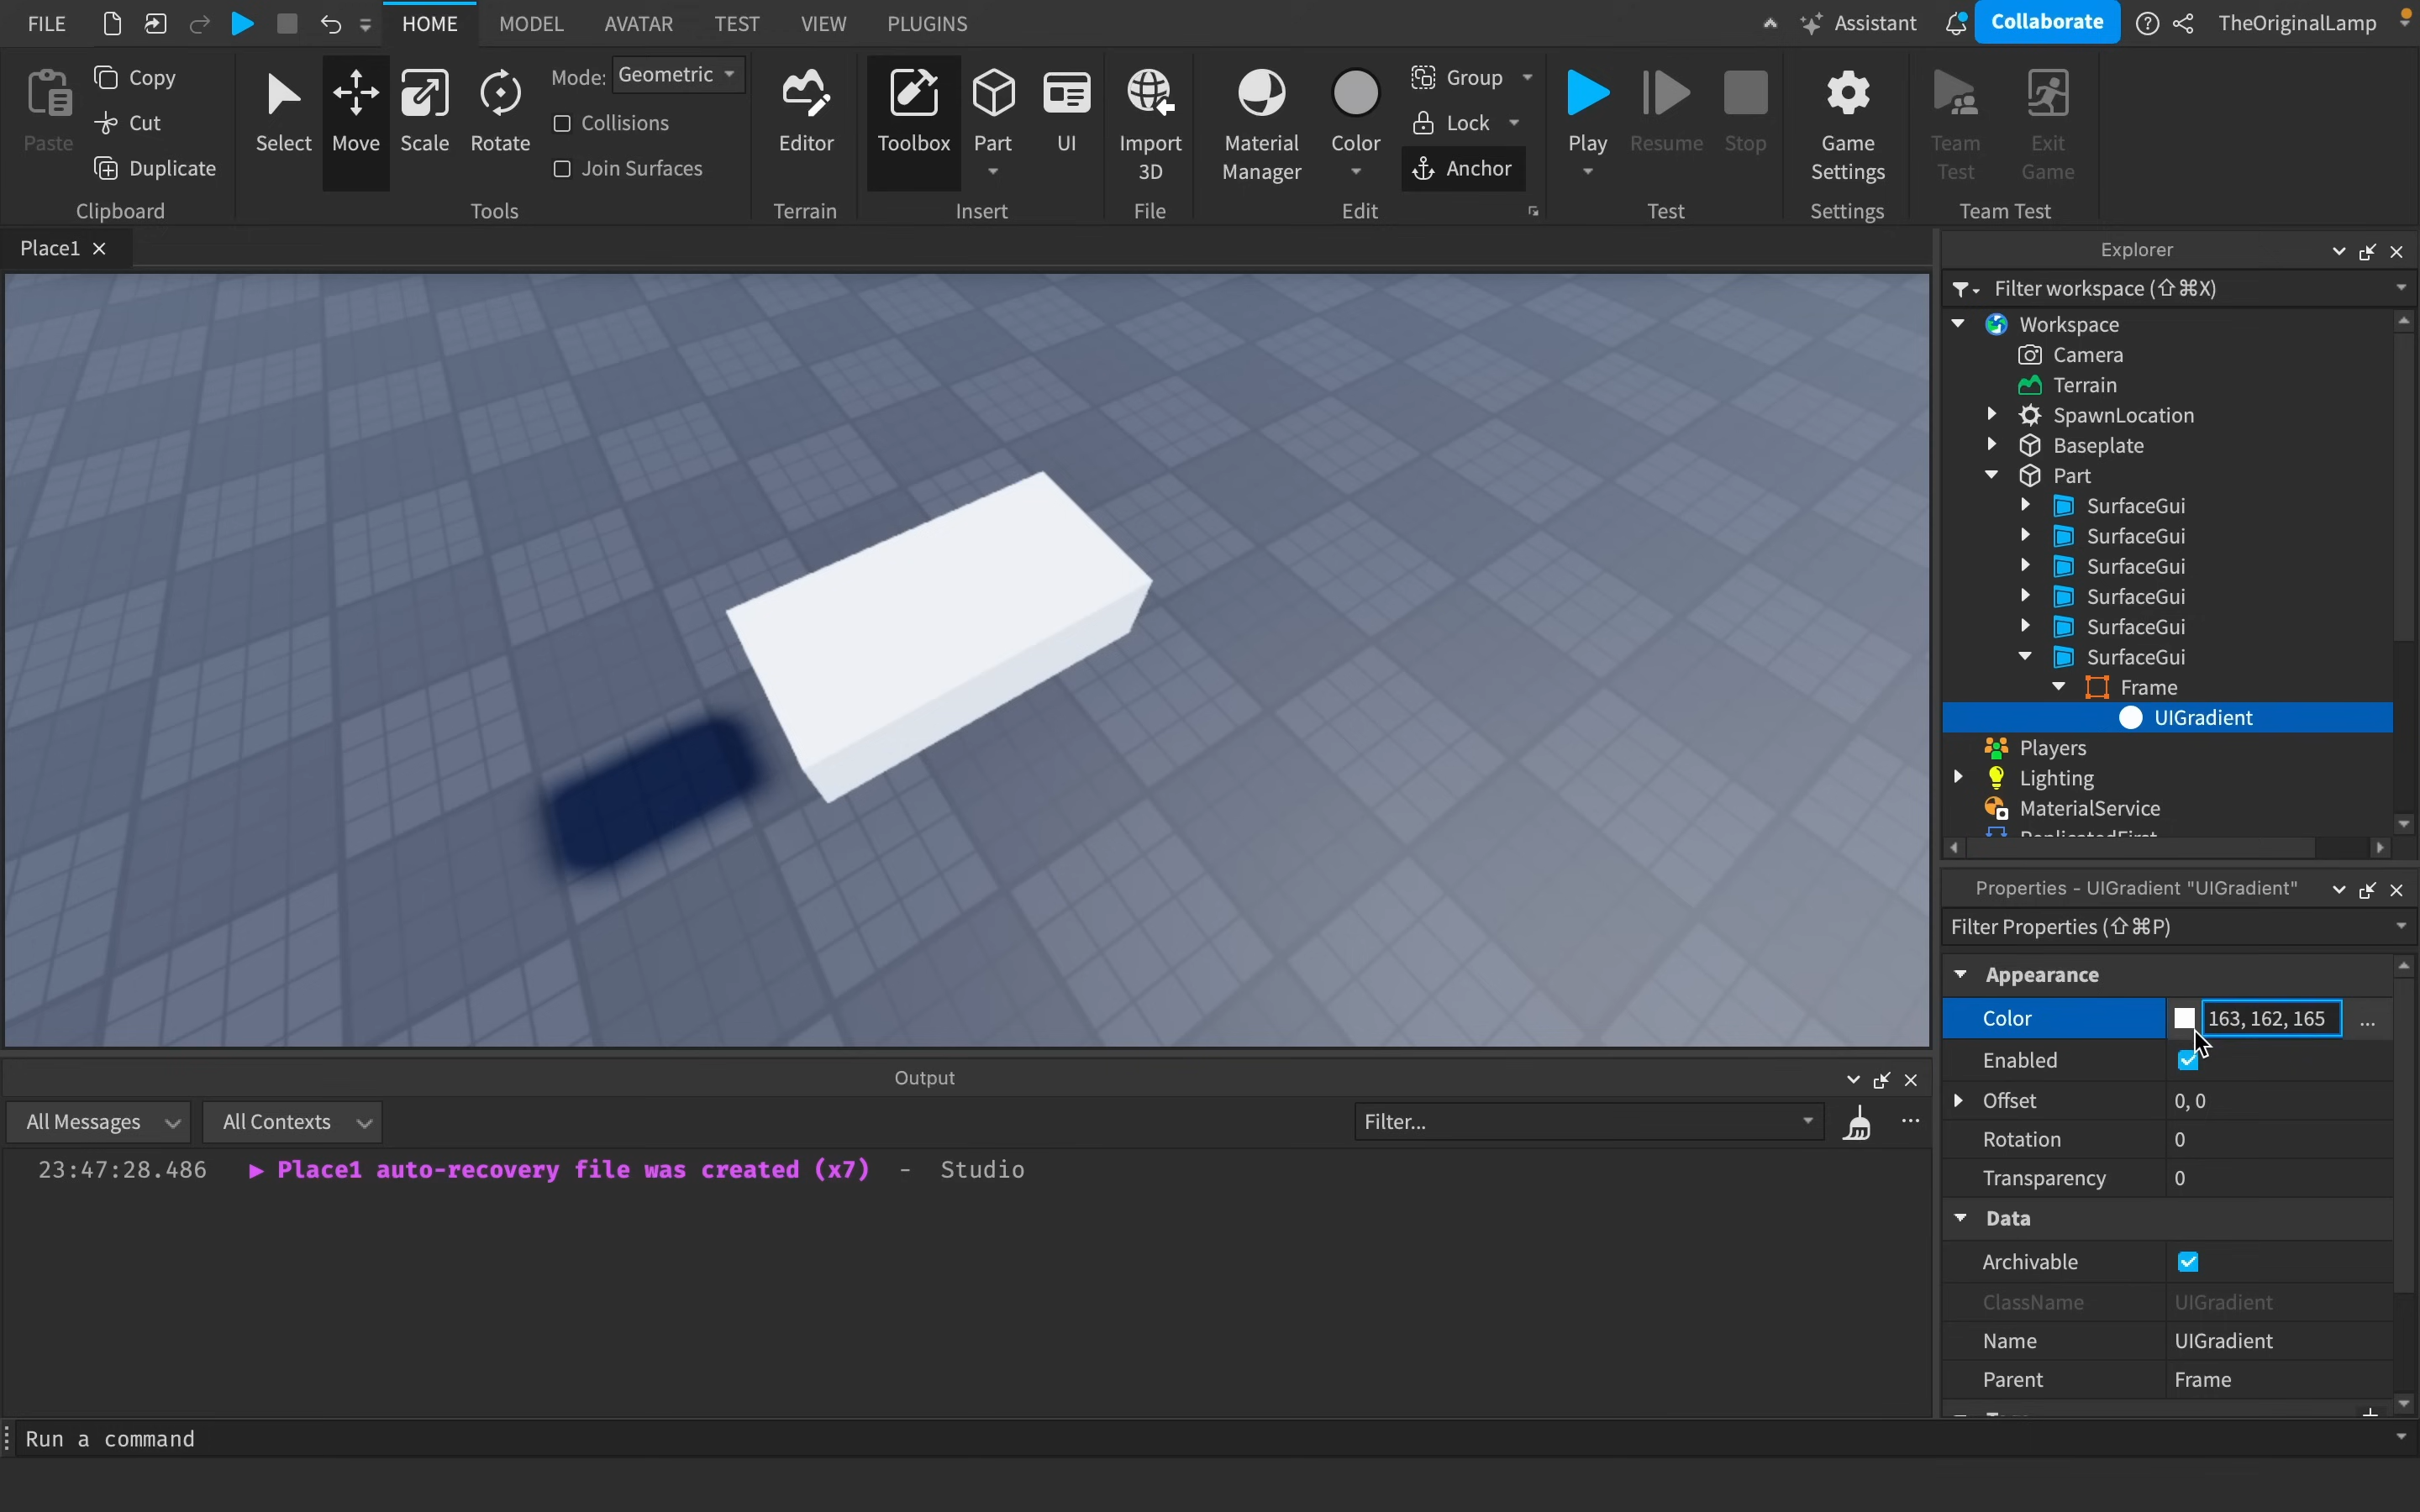 FILE
HOME
MODEL
AVATAR
TEST
VIEW
PLUGINS
Assistant
Collaborate
TheOriginalLamp
Paste
Copy
Cut
Duplicate
Clipboard
Select
Move
Scale
Rotate
Mode: Geometric
Collisions
Join Surfaces
Tools
Editor
Terrain
Toolbox
Part
UI
Insert
Import
3D
File
Material
Manager
Color
Group
Lock
Anchor
Edit
Play
Resume
Stop
Test
Game
Settings
Settings
Team
Test
Exit
Game
Team Test
Place1
Explorer
Filter workspace (⇧⌘X)
Workspace
Camera
Terrain
SpawnLocation
Baseplate
Part
SurfaceGui
SurfaceGui
SurfaceGui
SurfaceGui
SurfaceGui
SurfaceGui
Frame
UIGradient
Players
Lighting
MaterialService
Properties - UIGradient "UIGradient"
Filter Properties (⇧⌘P)
Appearance
Color 163, 162, 165 ...
Enabled
Offset 0, 0
Rotation 0
Transparency 0
Data
Archivable
ClassName UIGradient
Name UIGradient
Parent Frame
Output
All Messages
All Contexts
Filter...
23:47:28.486 ▶ Place1 auto-recovery file was created (x7) - Studio
Run a command